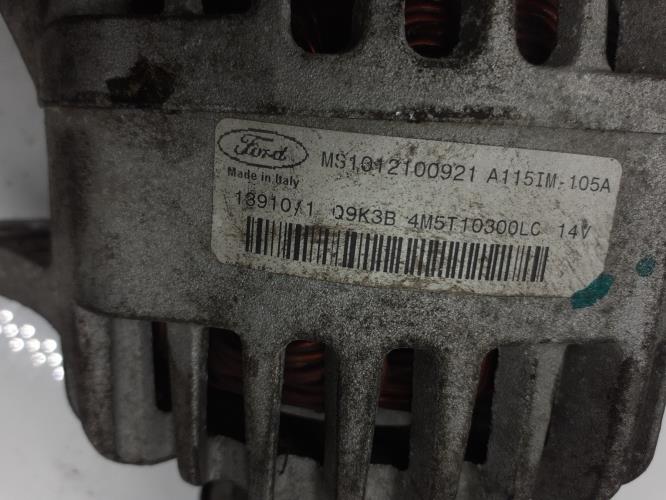 Ford MS1012100921 A115IM-105A
Made in Italy
13910/1 Q9K3B 4M5T10300LC 14V